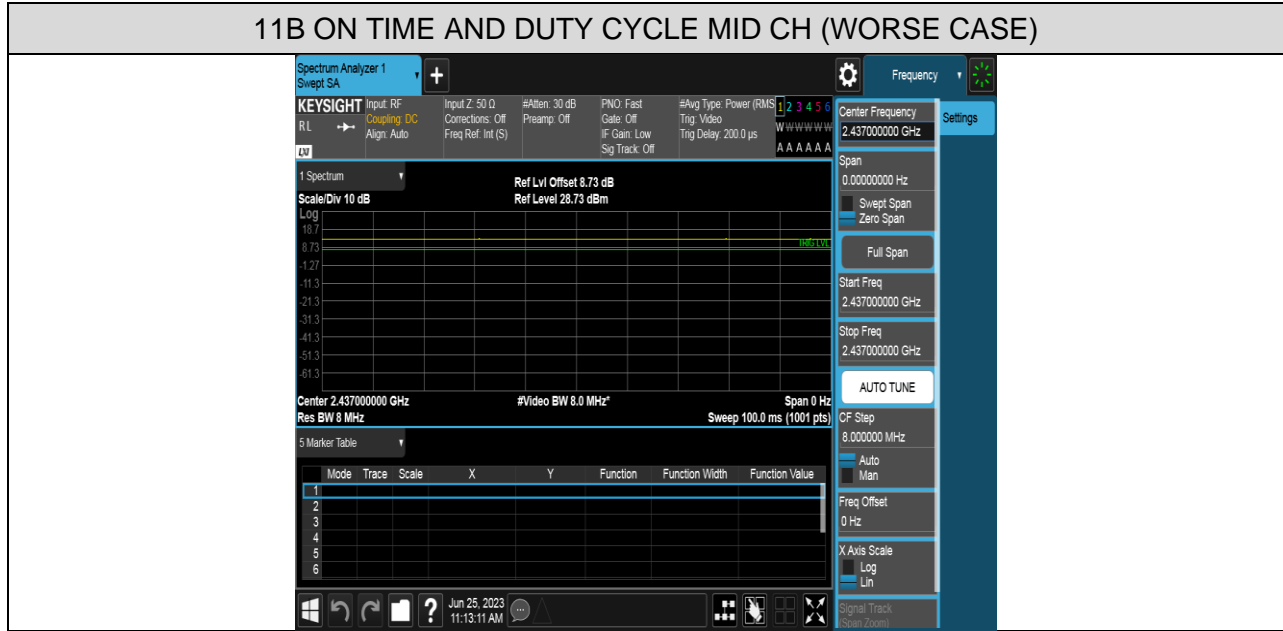 11B ON TIME AND DUTY CYCLE MID CH (WORSE CASE)
Spectrum Analyzer 1
Swept SA
+
Frequency
KEYSIGHT
RL
LXI
Input: RF
Coupling: DC
Align: Auto
Input Z: 50 Ω
Corrections: Off
Freq Ref: Int (S)
#Atten: 30 dB
Preamp: Off
PNO: Fast
Gate: Off
IF Gain: Low
Sig Track: Off
#Avg Type: Power (RMS
Trig: Video
Trig Delay: 200.0 µs
1 2 3 4 5 6
W W W W W W
A A A A A A
1 Spectrum
Scale/Div 10 dB
Ref Lvl Offset 8.73 dB
Ref Level 28.73 dBm
Log
18.7
8.73
-1.27
-11.3
-21.3
-31.3
-41.3
-51.3
-61.3
TRIG LVL
Center 2.437000000 GHz
#Video BW 8.0 MHz*
Span 0 Hz
Res BW 8 MHz
Sweep 100.0 ms (1001 pts)
5 Marker Table
Mode Trace Scale X Y Function Function Width Function Value
1
2
3
4
5
6
Center Frequency
2.437000000 GHz
Settings
Span
0.00000000 Hz
Swept Span
Zero Span
Full Span
Start Freq
2.437000000 GHz
Stop Freq
2.437000000 GHz
AUTO TUNE
CF Step
8.000000 MHz
Auto
Man
Freq Offset
0 Hz
X Axis Scale
Log
Lin
Signal Track
(Span Zoom)
?
Jun 25, 2023
11:13:11 AM